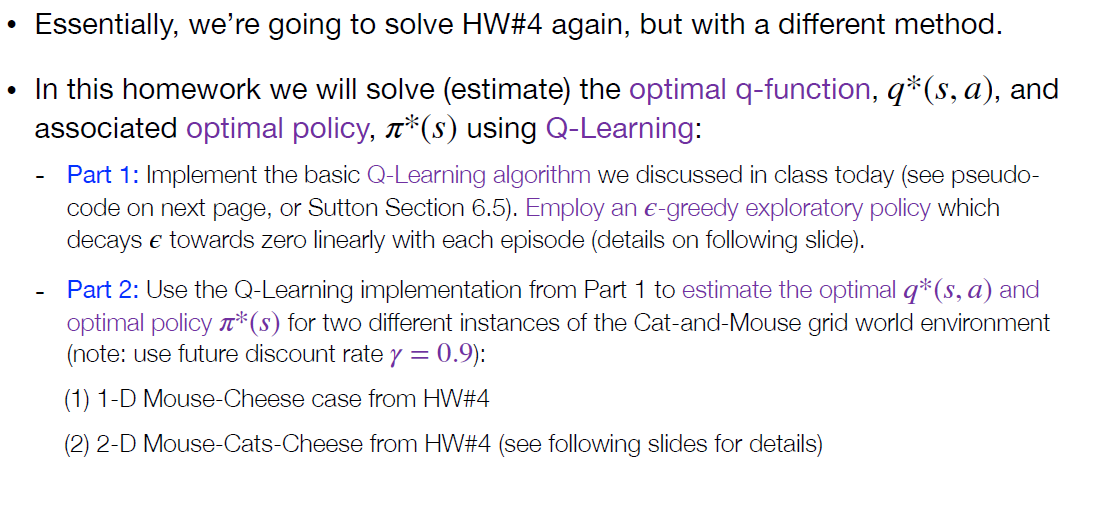 • Essentially, we're going to solve HW#4 again, but with a different method.
• In this homework we will solve (estimate) the optimal q-function, q*(s, a), and
associated optimal policy, π*(s) using Q-Learning:
- Part 1: Implement the basic Q-Learning algorithm we discussed in class today (see pseudo-
code on next page, or Sutton Section 6.5). Employ an ϵ-greedy exploratory policy which
decays ϵ towards zero linearly with each episode (details on following slide).
- Part 2: Use the Q-Learning implementation from Part 1 to estimate the optimal q*(s, a) and
optimal policy π*(s) for two different instances of the Cat-and-Mouse grid world environment
(note: use future discount rate γ = 0.9):
(1) 1-D Mouse-Cheese case from HW#4
(2) 2-D Mouse-Cats-Cheese from HW#4 (see following slides for details)